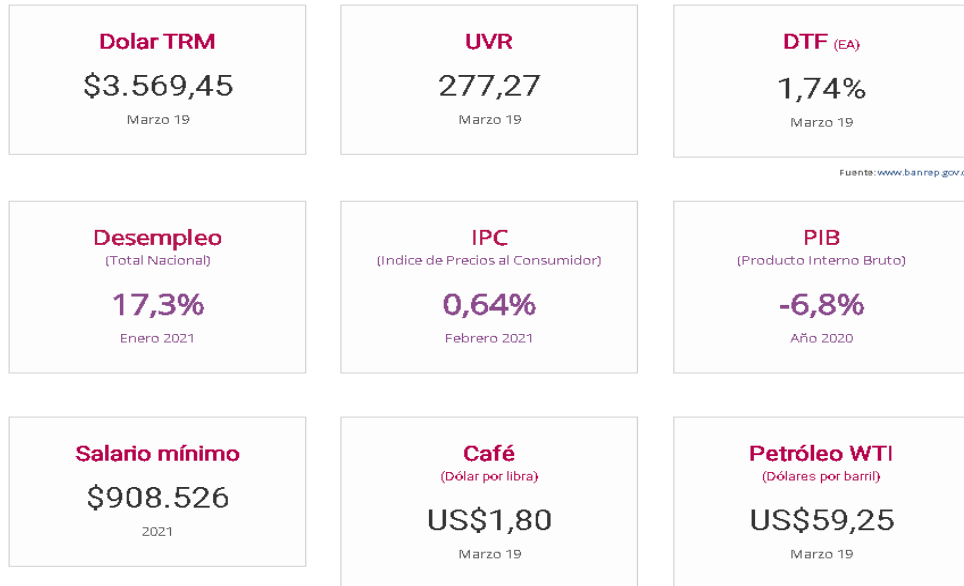 Dolar TRM
$3.569,45
Marzo 19
UVR
277,27
Marzo 19
DTF (EA)
1,74%
Marzo 19
Fuente: www.banrep.gov.c
Desempleo
(Total Nacional)
17,3%
Enero 2021
IPC
(Indice de Precios al Consumidor)
0,64%
Febrero 2021
PIB
(Producto Interno Bruto)
-6,8%
Año 2020
Salario mínimo
$908.526
2021
Café
(Dólar por libra)
US$1,80
Marzo 19
Petróleo WTI
(Dólares por barril)
US$59,25
Marzo 19